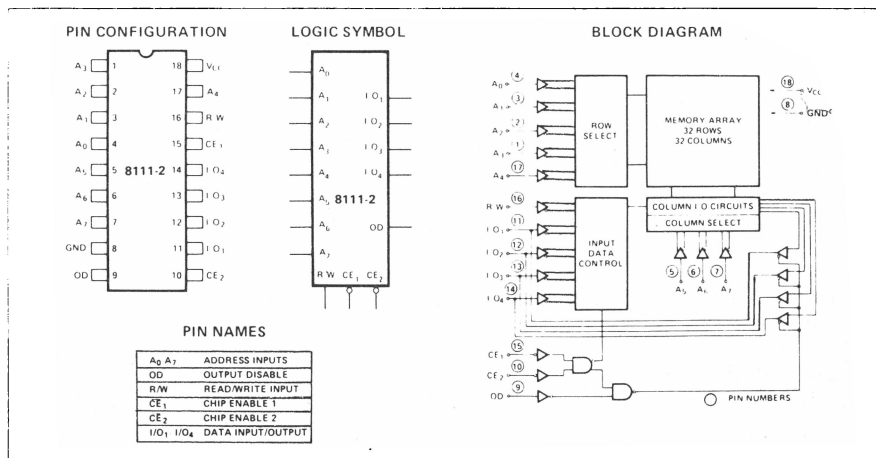 PIN CONFIGURATION
A3 1 18 VCC
A2 2 17 A4
A1 3 16 R W
A0 4 15 CE1
A5 5 8111-2 14 I O4
A6 6 13 I O3
A7 7 12 I O2
GND 8 11 I O1
OD 9 10 CE2
LOGIC SYMBOL
A0
A1 I O1
A2 I O2
A3 I O3
A4 I O4
A5 8111-2
A6 OD
A7
R W CE1 CE2
BLOCK DIAGRAM
A0 4
A1 3
A2 2
A3 1
A4 17
ROW
SELECT
MEMORY ARRAY
32 ROWS
32 COLUMNS
18 VCC
8 GND
R W 16
I O1 11
I O2 12
I O3 13
I O4 14
INPUT
DATA
CONTROL
COLUMN I O CIRCUITS
COLUMN SELECT
5 6 7
A5 A6 A7
CE1 15
CE2 10
OD 9
PIN NUMBERS
PIN NAMES
A0 A7 ADDRESS INPUTS
OD OUTPUT DISABLE
R/W READ/WRITE INPUT
C̅E̅1 CHIP ENABLE 1
C̅E̅2 CHIP ENABLE 2
I/O1 I/O4 DATA INPUT/OUTPUT